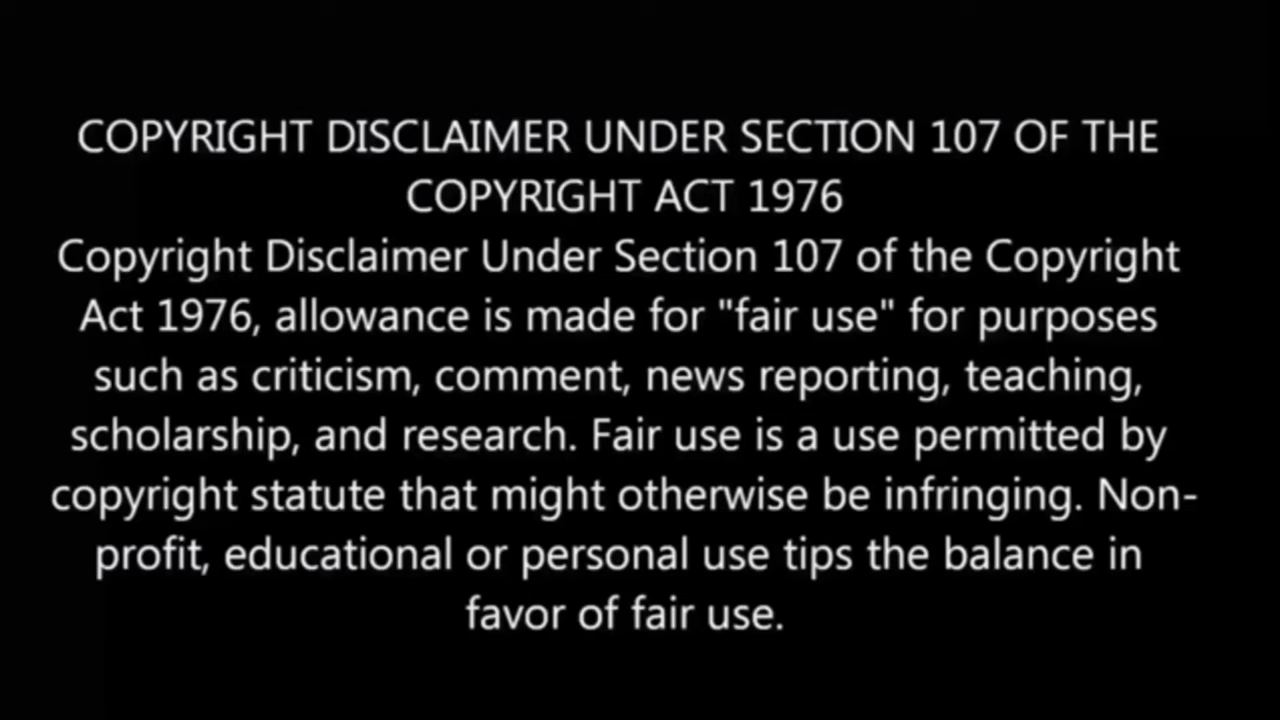 COPYRIGHT DISCLAIMER UNDER SECTION 107 OF THE
COPYRIGHT ACT 1976
Copyright Disclaimer Under Section 107 of the Copyright
Act 1976, allowance is made for "fair use" for purposes
such as criticism, comment, news reporting, teaching,
scholarship, and research. Fair use is a use permitted by
copyright statute that might otherwise be infringing. Non-
profit, educational or personal use tips the balance in
favor of fair use.